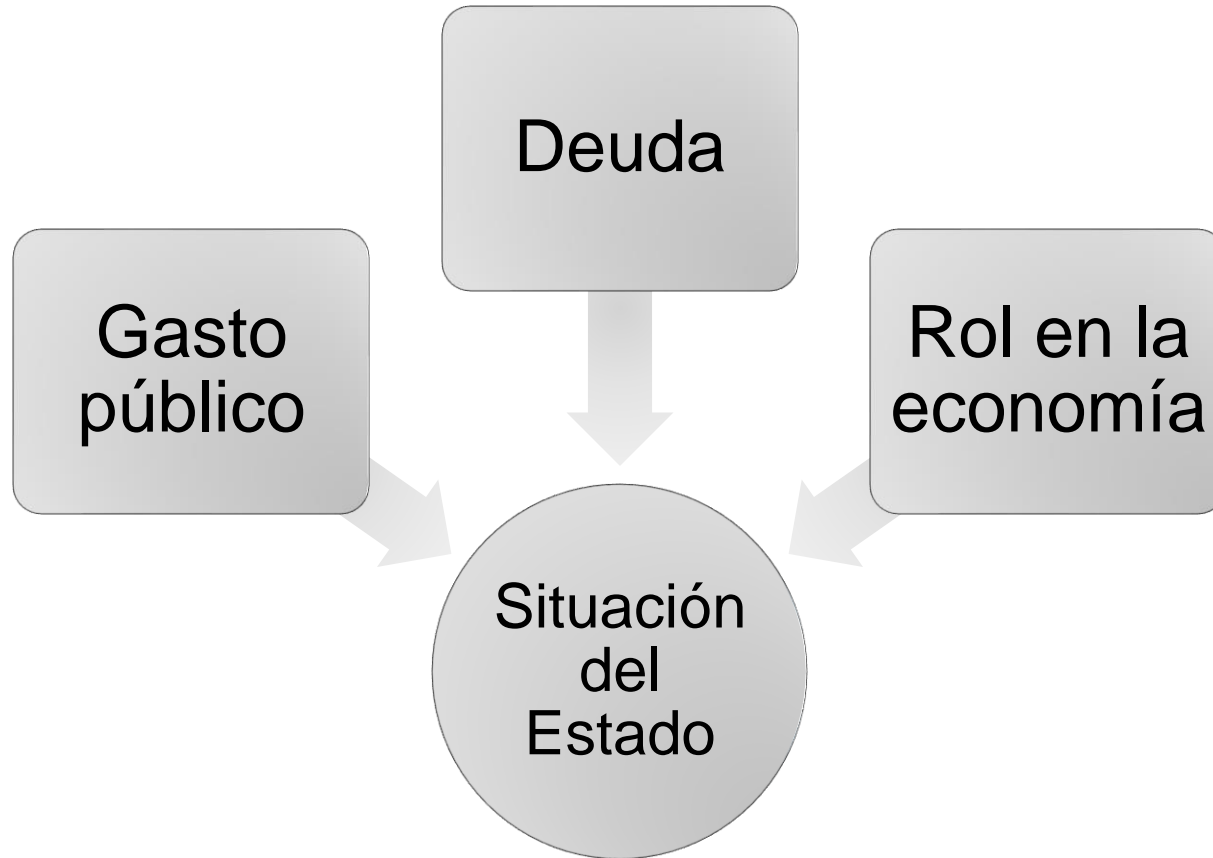 Deuda
Gasto
público
Rol en la
economía
Situación
del
Estado